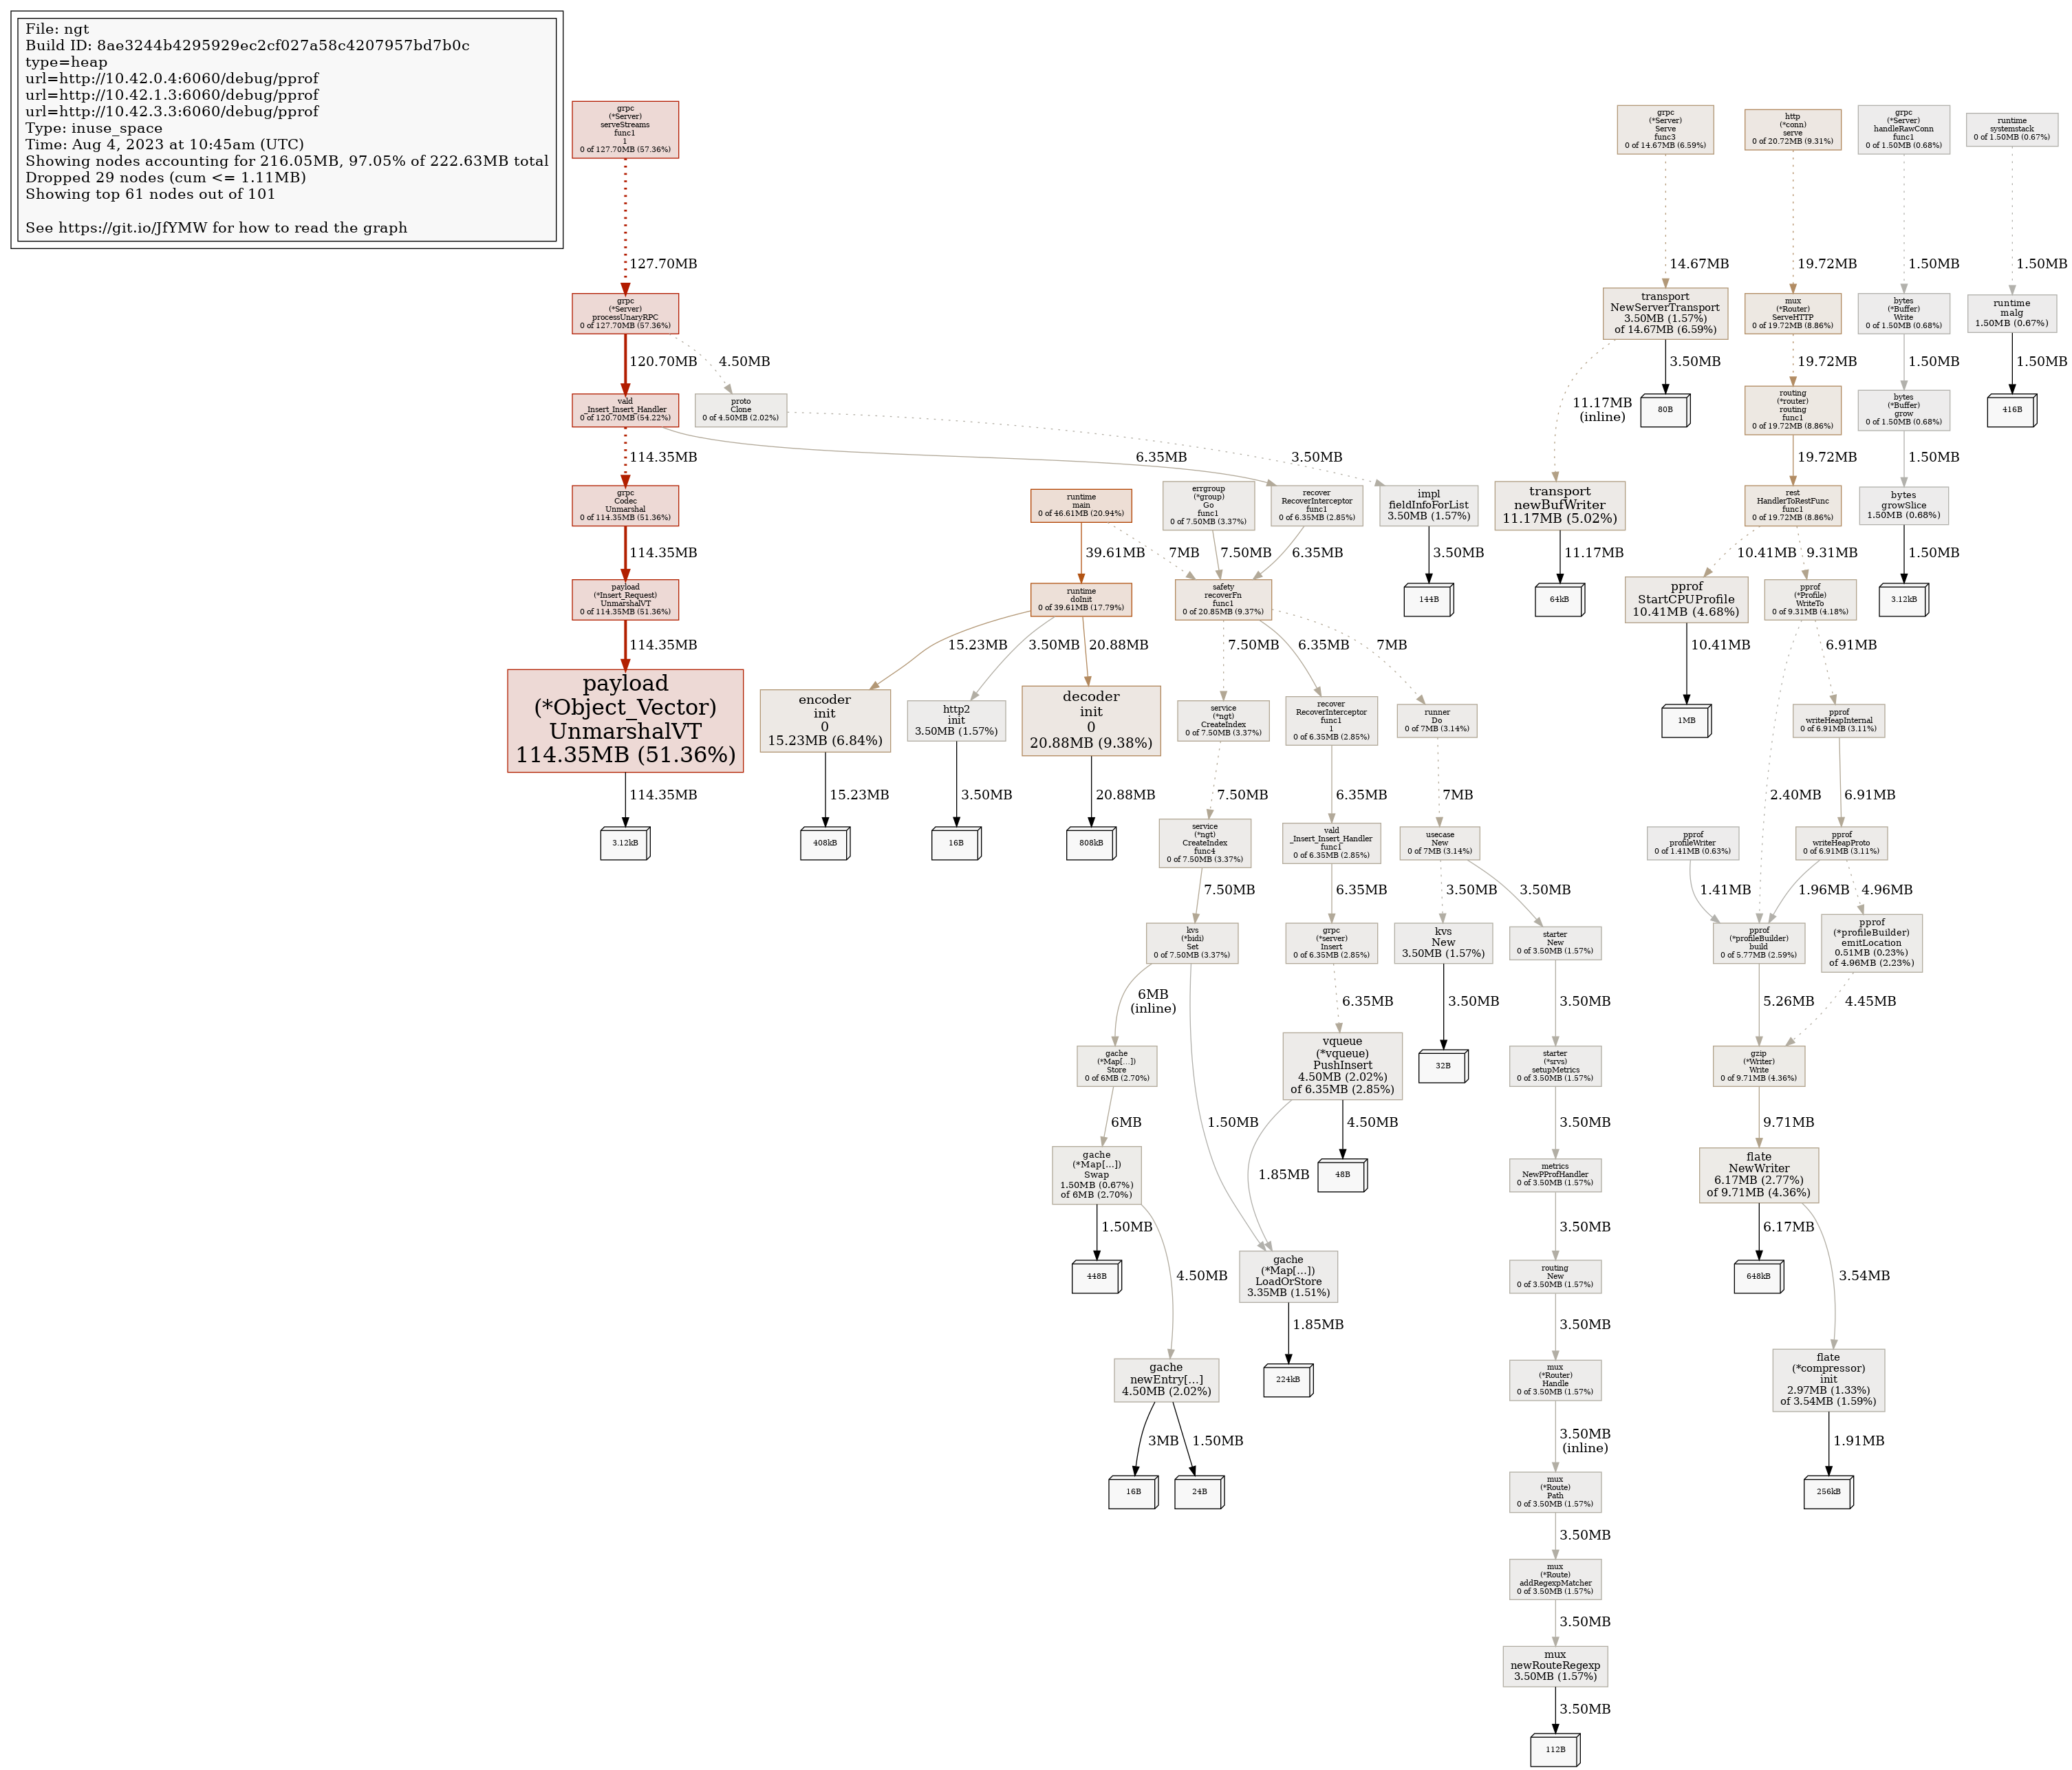 File: ngt
Build ID: 8ae3244b4295929ec2cf027a58c4207957bd7b0c
type=heap
url=http://10.42.0.4:6060/debug/pprof
url=http://10.42.1.3:6060/debug/pprof
url=http://10.42.3.3:6060/debug/pprof
Type: inuse_space
Time: Aug 4, 2023 at 10:45am (UTC)
Showing nodes accounting for 216.05MB, 97.05% of 222.63MB total
Dropped 29 nodes (cum <= 1.11MB)
Showing top 61 nodes out of 101
See https://git.io/JfYMW for how to read the graph
grpc
(*Server)
serveStreams
func1
1
0 of 127.70MB (57.36%)
127.70MB
grpc
(*Server)
processUnaryRPC
0 of 127.70MB (57.36%)
120.70MB
4.50MB
vald
_Insert_Insert_Handler
0 of 120.70MB (54.22%)
proto
Clone
0 of 4.50MB (2.02%)
114.35MB
6.35MB
3.50MB
grpc
Codec
Unmarshal
0 of 114.35MB (51.36%)
114.35MB
payload
(*Insert_Request)
UnmarshalVT
0 of 114.35MB (51.36%)
114.35MB
payload
(*Object_Vector)
UnmarshalVT
114.35MB (51.36%)
114.35MB
3.12kB
runtime
main
0 of 46.61MB (20.94%)
39.61MB
7MB
runtime
doInit
0 of 39.61MB (17.79%)
15.23MB
3.50MB
20.88MB
encoder
init
0
15.23MB (6.84%)
15.23MB
408kB
http2
init
3.50MB (1.57%)
3.50MB
16B
decoder
init
0
20.88MB (9.38%)
20.88MB
808kB
errgroup
(*group)
Go
func1
0 of 7.50MB (3.37%)
7.50MB
recover
RecoverInterceptor
func1
0 of 6.35MB (2.85%)
6.35MB
impl
fieldInfoForList
3.50MB (1.57%)
3.50MB
144B
safety
recoverFn
func1
0 of 20.85MB (9.37%)
7.50MB
6.35MB
7MB
service
(*ngt)
CreateIndex
0 of 7.50MB (3.37%)
7.50MB
service
(*ngt)
CreateIndex
func4
0 of 7.50MB (3.37%)
7.50MB
kvs
(*bidi)
Set
0 of 7.50MB (3.37%)
6MB
(inline)
1.50MB
gache
(*Map[…])
Store
0 of 6MB (2.70%)
6MB
gache
(*Map[…])
Swap
1.50MB (0.67%)
of 6MB (2.70%)
1.50MB
448B
4.50MB
gache
newEntry[…]
4.50MB (2.02%)
3MB
1.50MB
16B
24B
recover
RecoverInterceptor
func1
1
0 of 6.35MB (2.85%)
6.35MB
vald
_Insert_Insert_Handler
func1
0 of 6.35MB (2.85%)
6.35MB
grpc
(*server)
Insert
0 of 6.35MB (2.85%)
6.35MB
vqueue
(*vqueue)
PushInsert
4.50MB (2.02%)
of 6.35MB (2.85%)
1.85MB
4.50MB
48B
gache
(*Map[…])
LoadOrStore
3.35MB (1.51%)
1.85MB
224kB
runner
Do
0 of 7MB (3.14%)
7MB
usecase
New
0 of 7MB (3.14%)
3.50MB
3.50MB
kvs
New
3.50MB (1.57%)
3.50MB
32B
starter
New
0 of 3.50MB (1.57%)
3.50MB
starter
(*srvs)
setupMetrics
0 of 3.50MB (1.57%)
3.50MB
metrics
NewPProfHandler
0 of 3.50MB (1.57%)
3.50MB
routing
New
0 of 3.50MB (1.57%)
3.50MB
mux
(*Router)
Handle
0 of 3.50MB (1.57%)
3.50MB
(inline)
mux
(*Route)
Path
0 of 3.50MB (1.57%)
3.50MB
mux
(*Route)
addRegexpMatcher
0 of 3.50MB (1.57%)
3.50MB
mux
newRouteRegexp
3.50MB (1.57%)
3.50MB
112B
grpc
(*Server)
Serve
func3
0 of 14.67MB (6.59%)
14.67MB
transport
NewServerTransport
3.50MB (1.57%)
of 14.67MB (6.59%)
11.17MB
(inline)
3.50MB
80B
transport
newBufWriter
11.17MB (5.02%)
11.17MB
64kB
http
(*conn)
serve
0 of 20.72MB (9.31%)
19.72MB
mux
(*Router)
ServeHTTP
0 of 19.72MB (8.86%)
19.72MB
routing
(*router)
routing
func1
0 of 19.72MB (8.86%)
19.72MB
rest
HandlerToRestFunc
func1
0 of 19.72MB (8.86%)
10.41MB
9.31MB
pprof
StartCPUProfile
10.41MB (4.68%)
10.41MB
1MB
pprof
(*Profile)
WriteTo
0 of 9.31MB (4.18%)
2.40MB
6.91MB
pprof
writeHeapInternal
0 of 6.91MB (3.11%)
6.91MB
pprof
profileWriter
0 of 1.41MB (0.63%)
1.41MB
pprof
writeHeapProto
0 of 6.91MB (3.11%)
1.96MB
4.96MB
pprof
(*profileBuilder)
build
0 of 5.77MB (2.59%)
5.26MB
pprof
(*profileBuilder)
emitLocation
0.51MB (0.23%)
of 4.96MB (2.23%)
4.45MB
gzip
(*Writer)
Write
0 of 9.71MB (4.36%)
9.71MB
flate
NewWriter
6.17MB (2.77%)
of 9.71MB (4.36%)
6.17MB
648kB
3.54MB
flate
(*compressor)
init
2.97MB (1.33%)
of 3.54MB (1.59%)
1.91MB
256kB
grpc
(*Server)
handleRawConn
func1
0 of 1.50MB (0.68%)
1.50MB
bytes
(*Buffer)
Write
0 of 1.50MB (0.68%)
1.50MB
bytes
(*Buffer)
grow
0 of 1.50MB (0.68%)
1.50MB
bytes
growSlice
1.50MB (0.68%)
1.50MB
3.12kB
runtime
systemstack
0 of 1.50MB (0.67%)
1.50MB
runtime
malg
1.50MB (0.67%)
1.50MB
416B